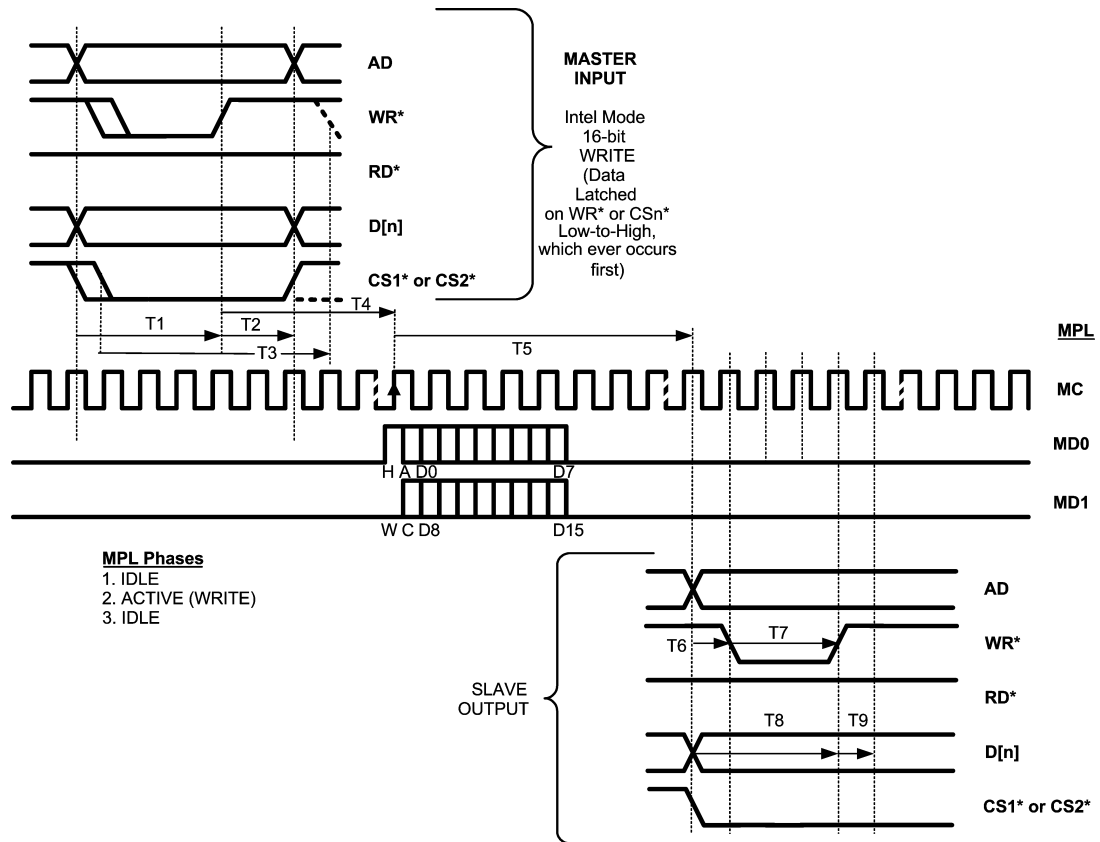 AD
WR*
RD*
D[n]
CS1* or CS2*
MASTER
INPUT
Intel Mode
16-bit
WRITE
(Data
Latched
on WR* or CSn*
Low-to-High,
which ever occurs
first)
T4
T1
T2
T3
T5
MPL
MC
MD0
H A D0
D7
MD1
W C D8
D15
MPL Phases
1. IDLE
2. ACTIVE (WRITE)
3. IDLE
SLAVE
OUTPUT
AD
T6
T7
WR*
RD*
T8
T9
D[n]
CS1* or CS2*